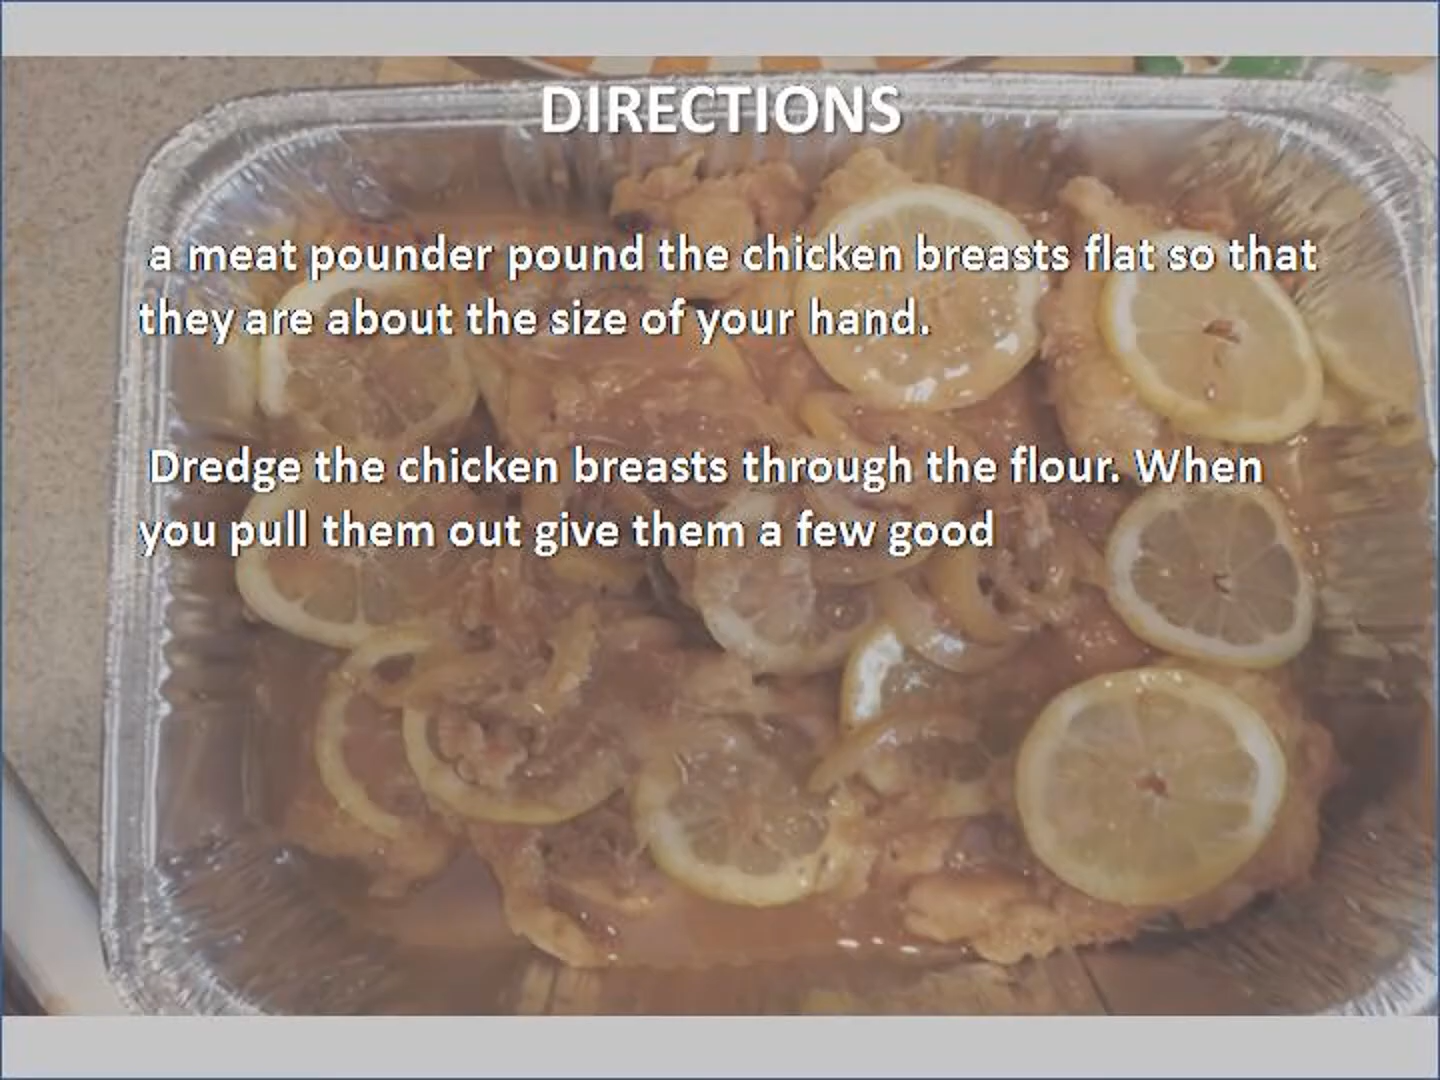 DIRECTIONS
a meat pounder pound the chicken breasts flat so that
they are about the size of your hand.
Dredge the chicken breasts through the flour. When
you pull them out give them a few good